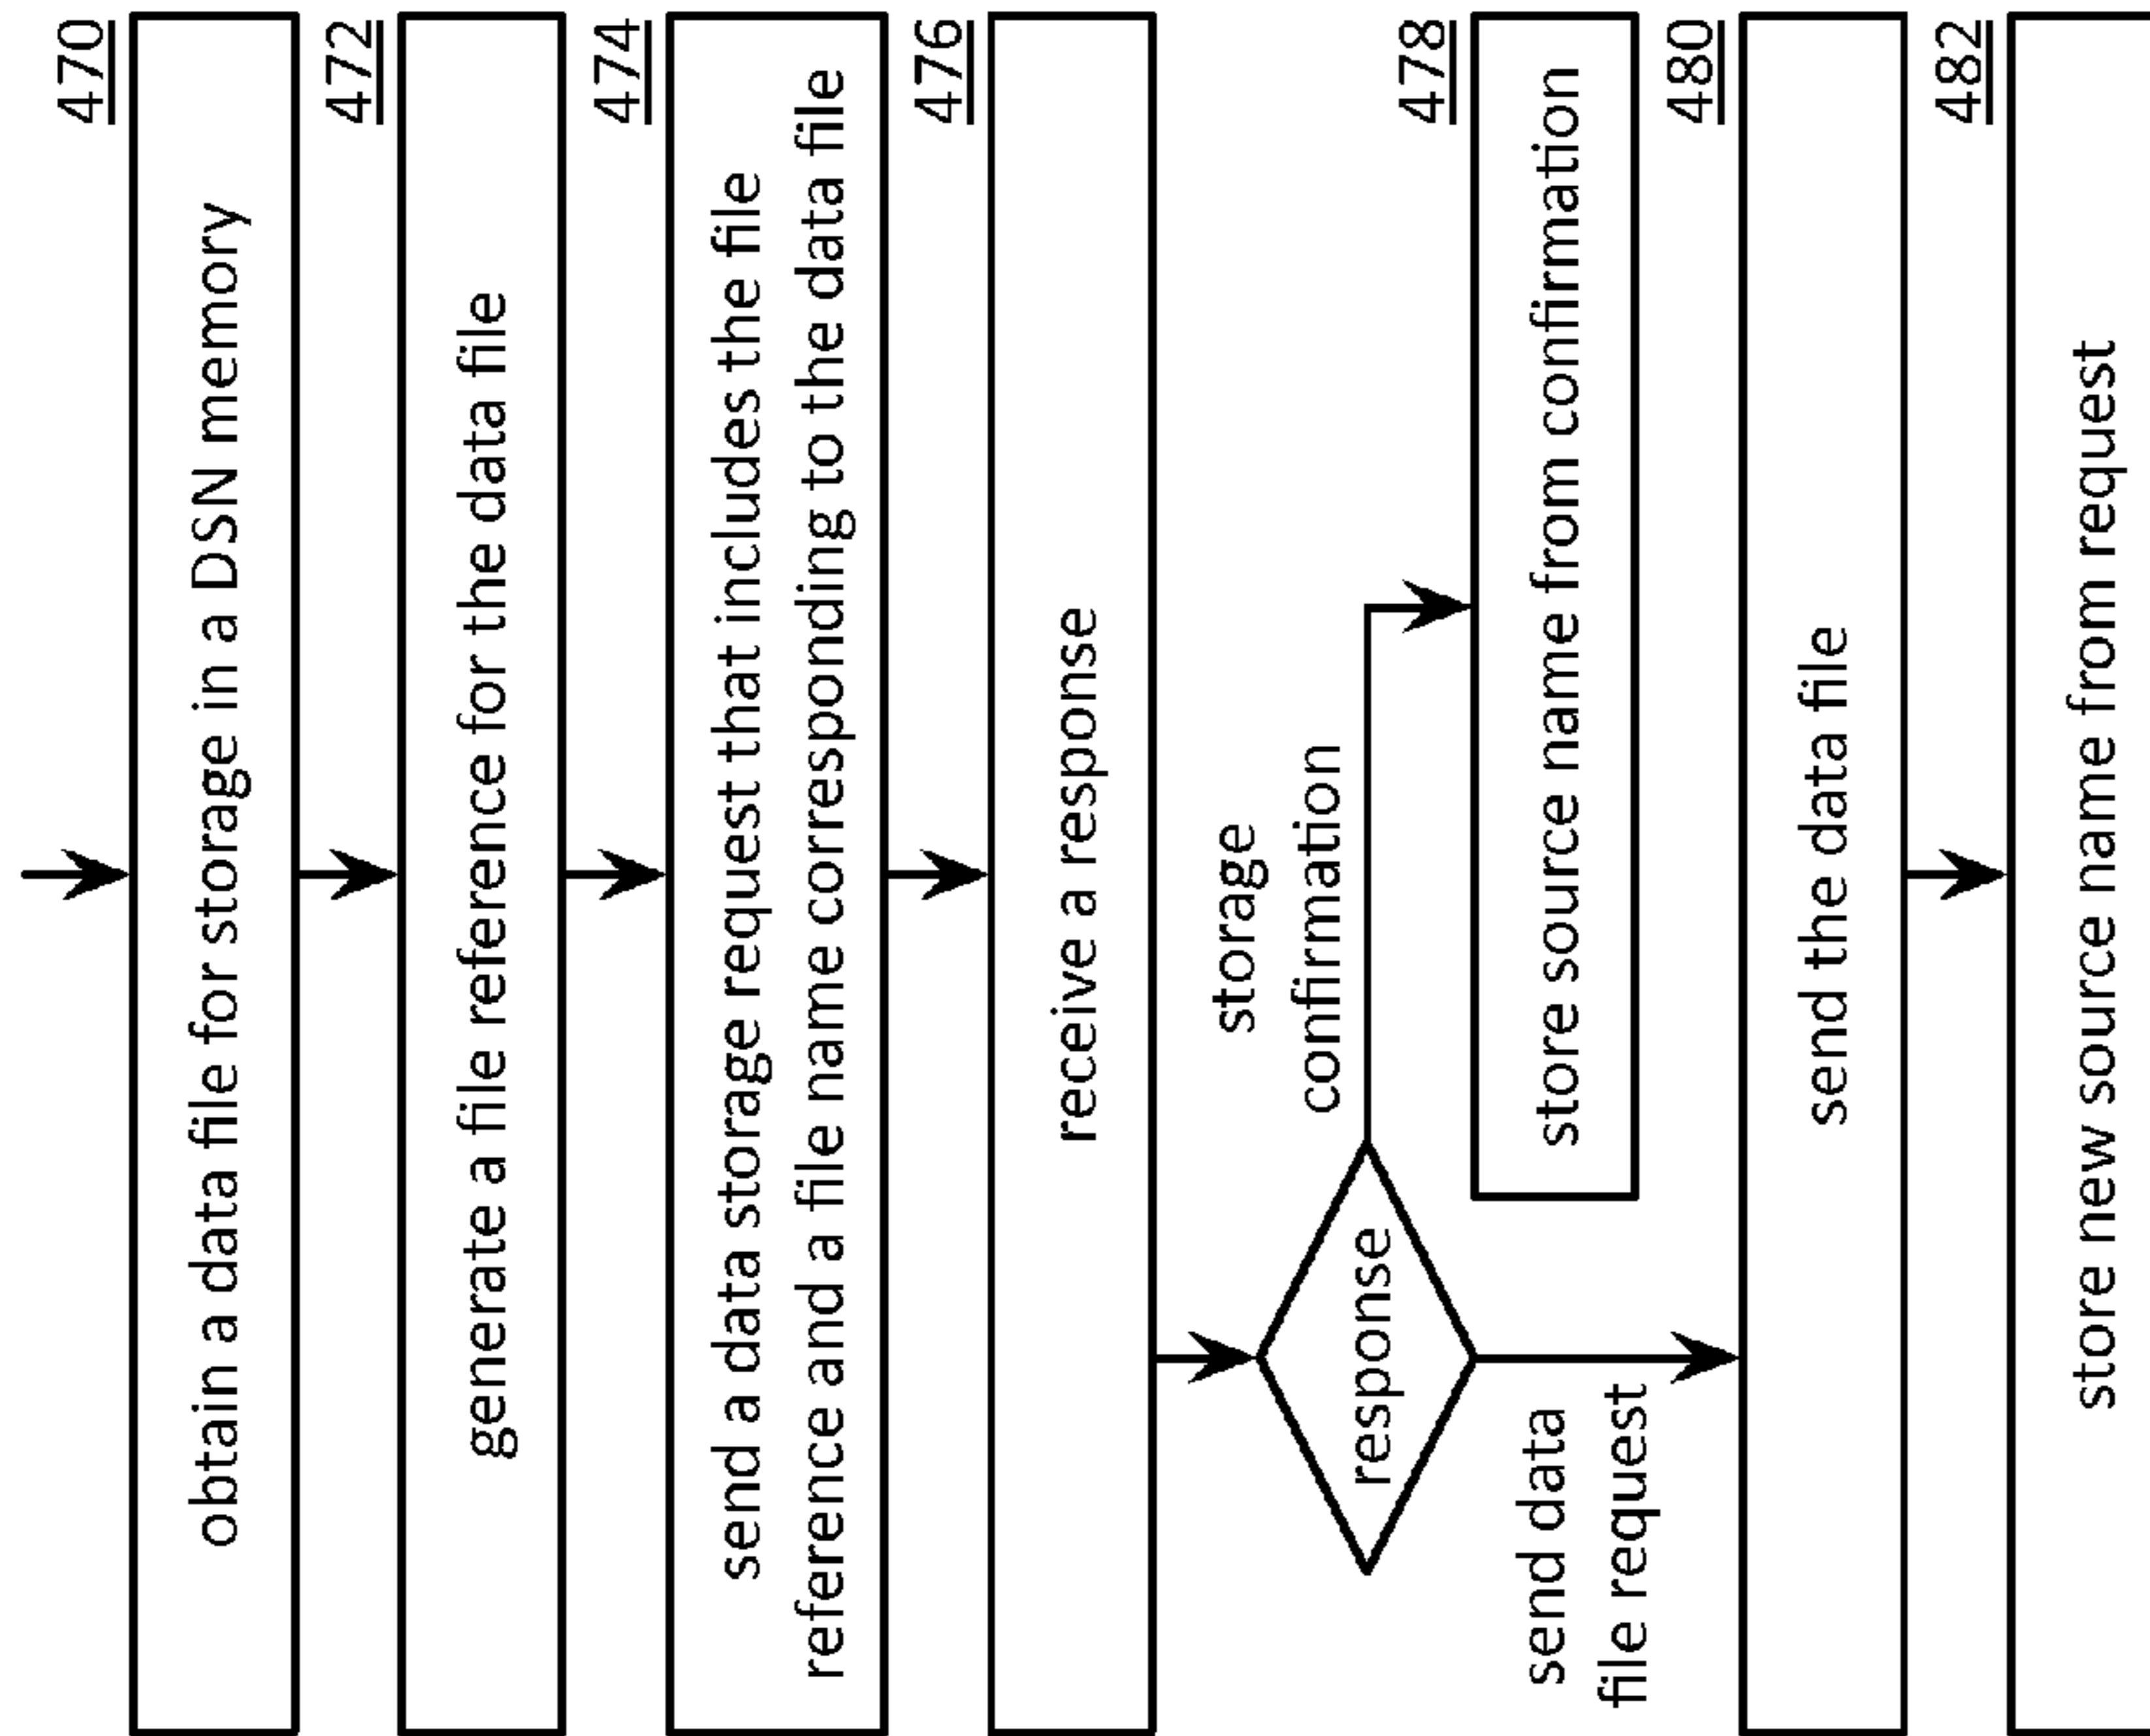 470
obtain a data file for storage in a DSN memory
472
generate a file reference for the data file
474
send a data storage request that includes the file
reference and a file name corresponding to the data file
476
receive a response
storage
confirmation
response
478
store source name from confirmation
send data
file request
480
send the data file
482
store new source name from request